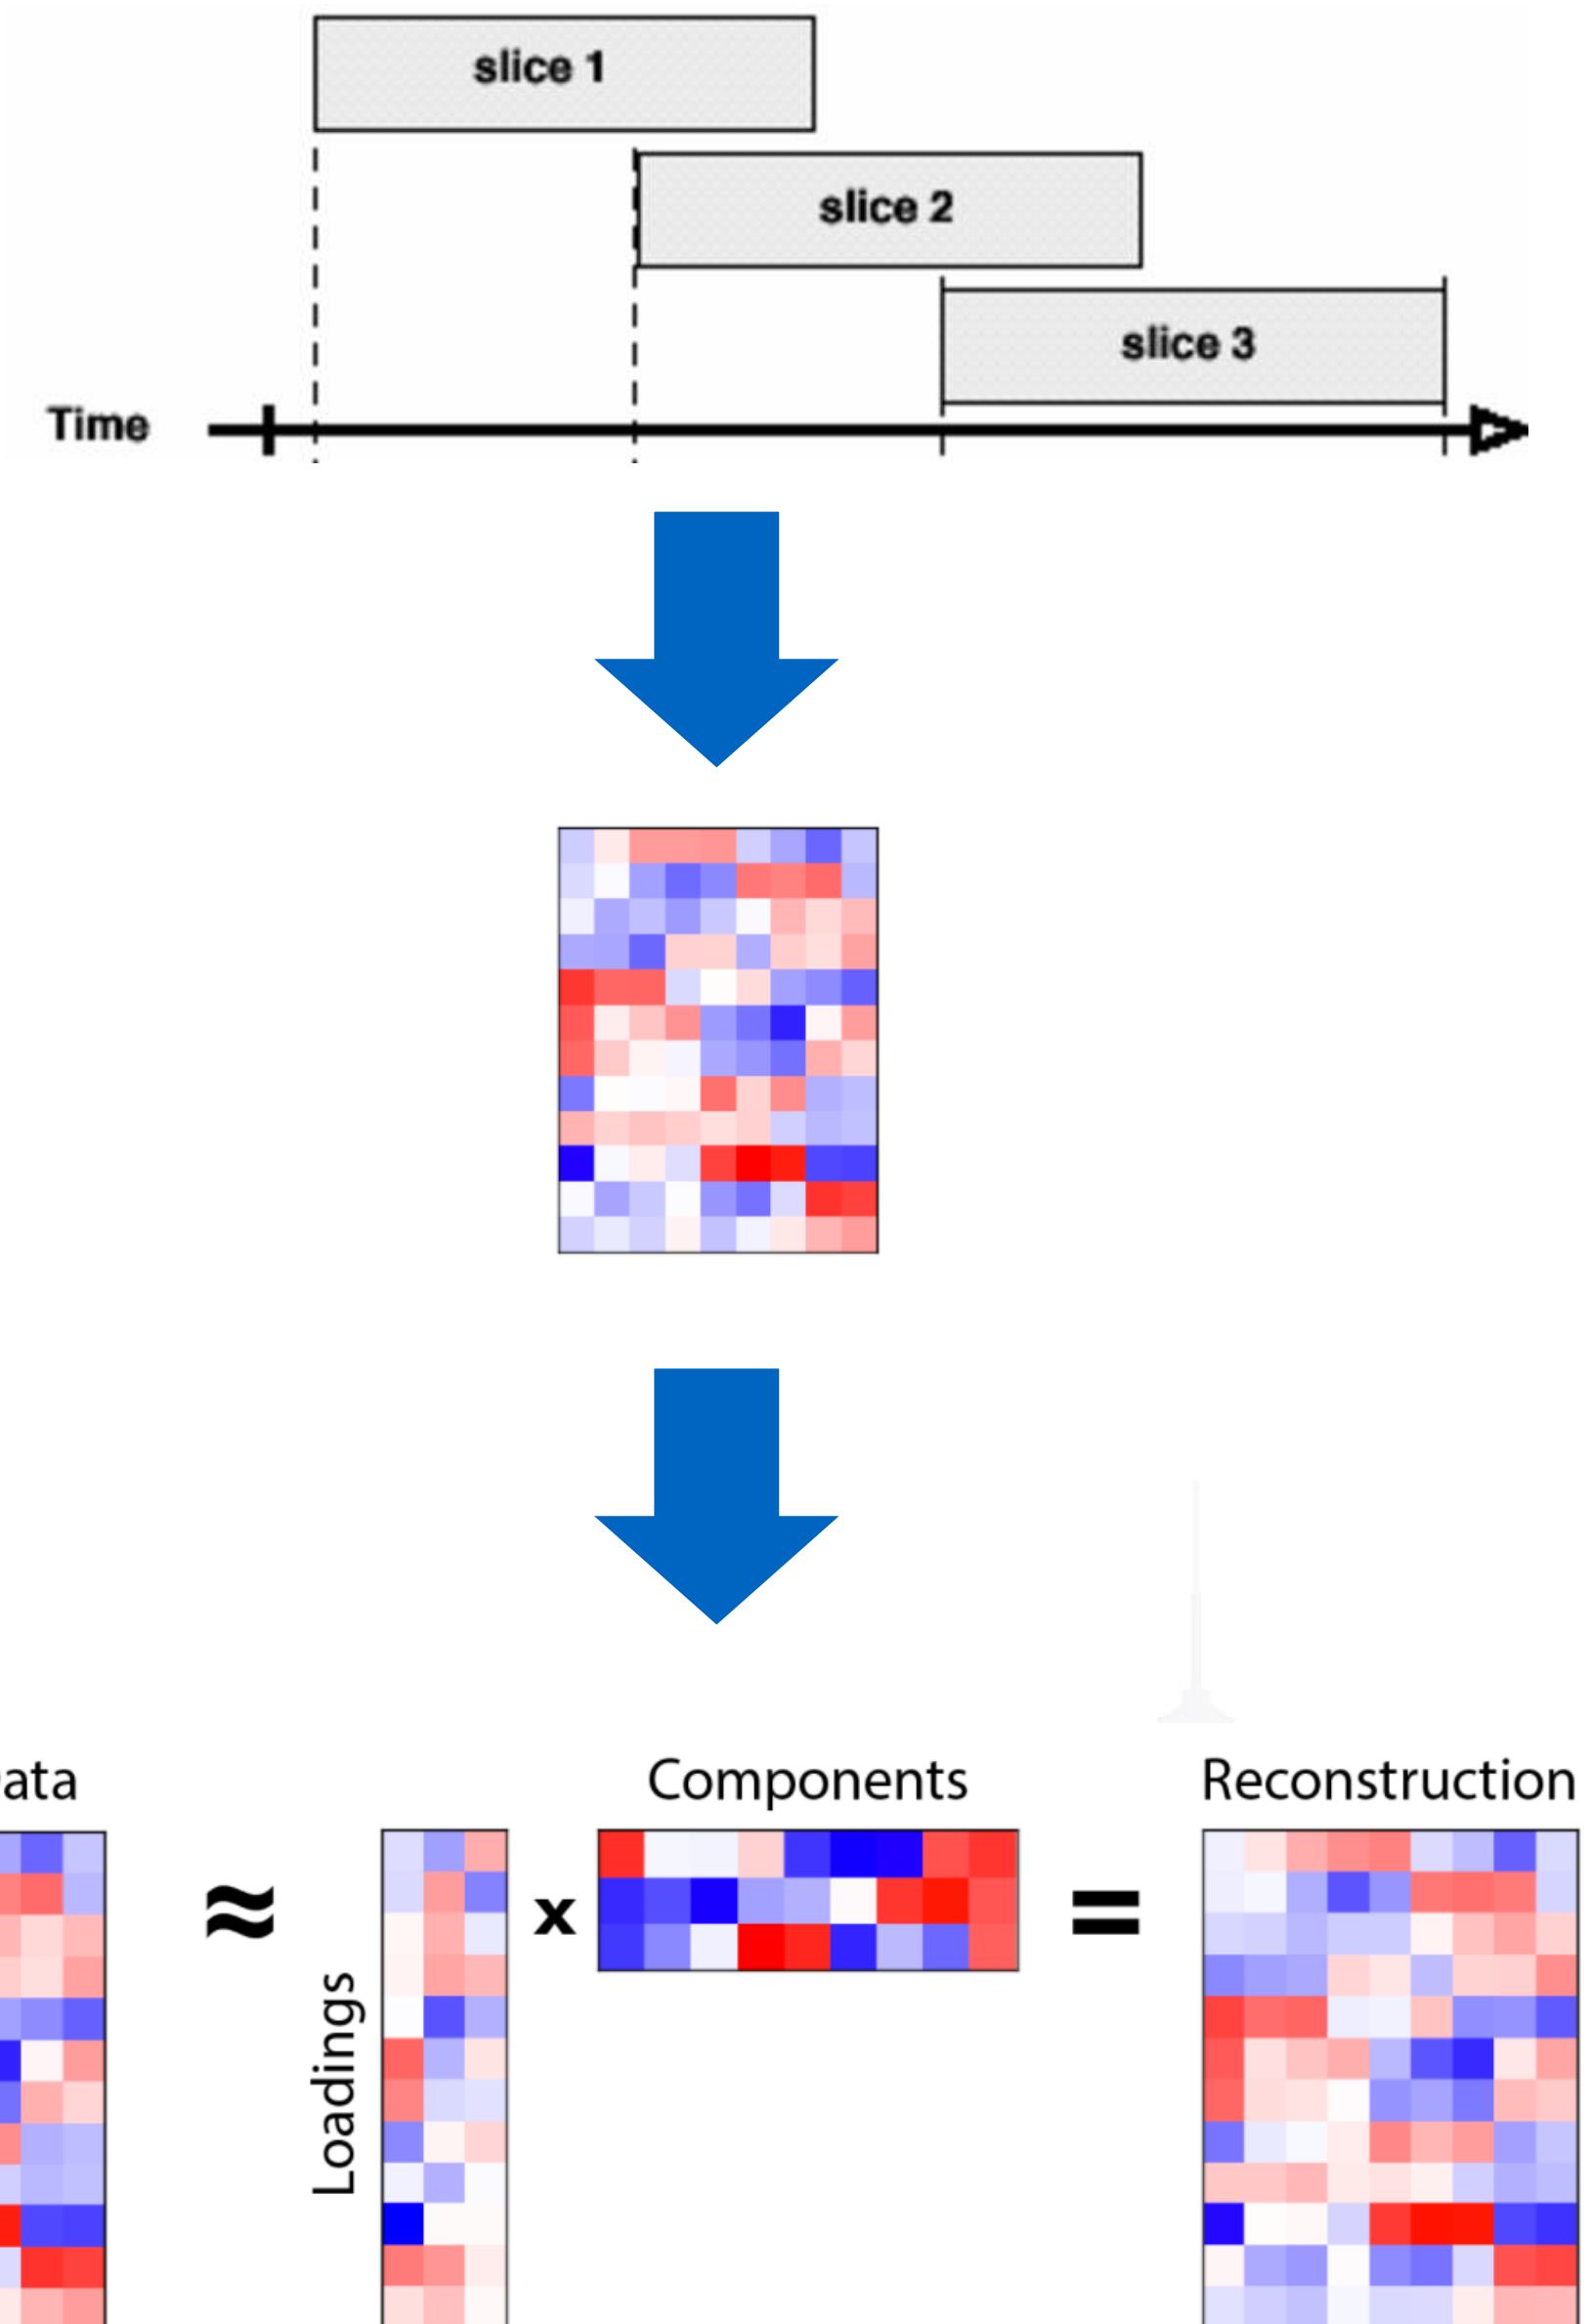 slice 1
slice 2
slice 3
Time
ata
Components
Reconstruction
≈
x
=
Loadings